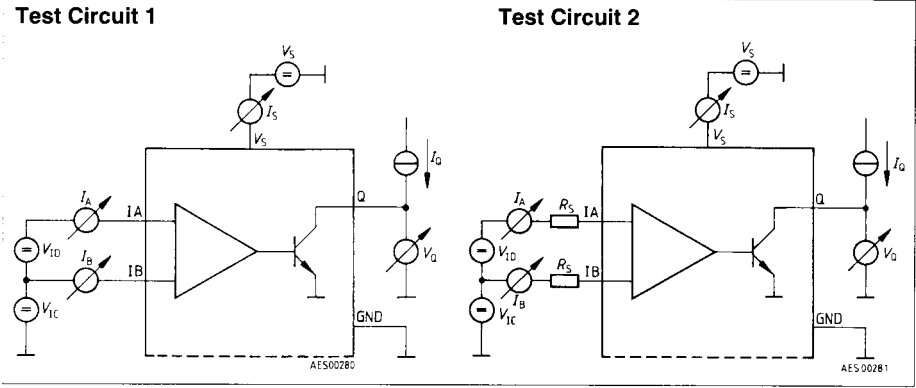 Test Circuit 1
V_S
I_S
V_S
I_Q
Q
I_A
IA
V_ID
I_B
IB
V_IC
V_Q
GND
AES00280
Test Circuit 2
V_S
I_S
V_S
I_Q
Q
I_A
R_S
IA
V_ID
R_S
IB
I_B
V_IC
V_Q
GND
AES00281